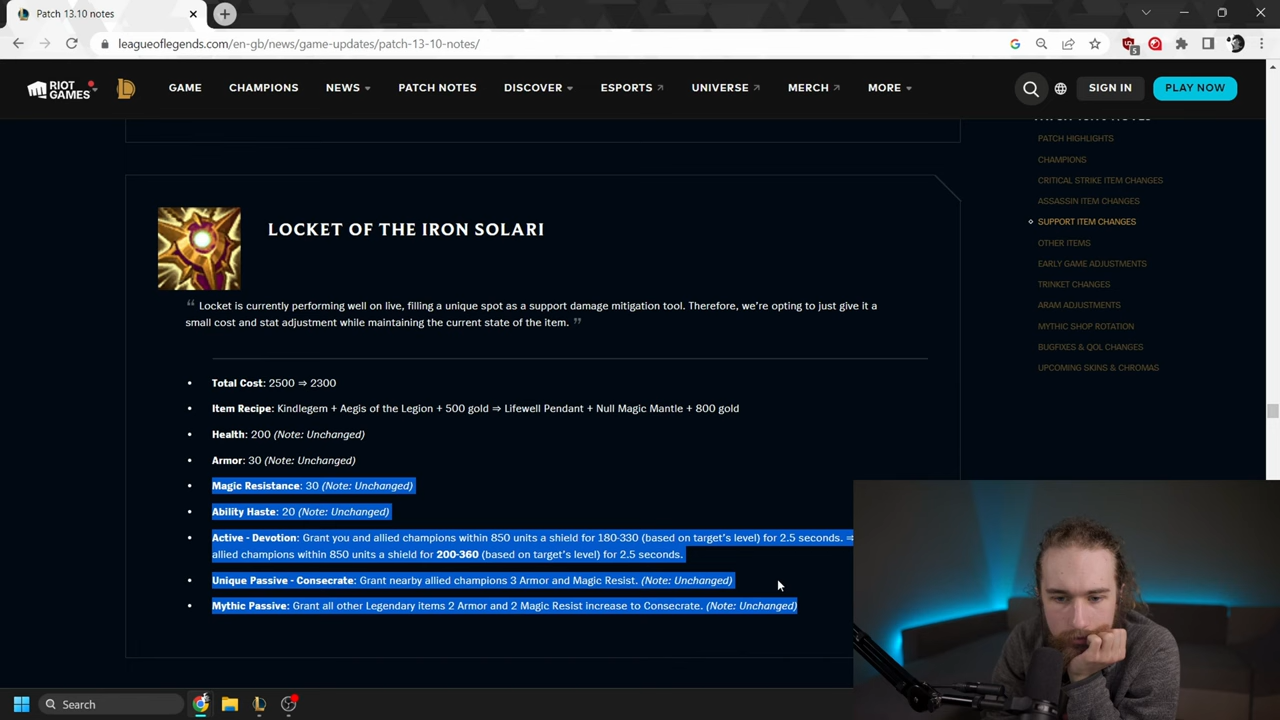 Patch 13.10 notes
leagueoflegends.com/en-gb/news/game-updates/patch-13-10-notes/
5
RIOT GAMES
GAME CHAMPIONS NEWS PATCH NOTES DISCOVER ESPORTS UNIVERSE MERCH MORE SIGN IN PLAY NOW
PATCH HIGHLIGHTS
CHAMPIONS
CRITICAL STRIKE ITEM CHANGES
ASSASSIN ITEM CHANGES
SUPPORT ITEM CHANGES
OTHER ITEMS
EARLY GAME ADJUSTMENTS
TRINKET CHANGES
ARAM ADJUSTMENTS
MYTHIC SHOP ROTATION
BUGFIXES & QOL CHANGES
UPCOMING SKINS & CHROMAS
LOCKET OF THE IRON SOLARI
“ Locket is currently performing well on live, filling a unique spot as a support damage mitigation tool. Therefore, we're opting to just give it a
small cost and stat adjustment while maintaining the current state of the item. ”
• Total Cost: 2500 ⇒ 2300
• Item Recipe: Kindlegem + Aegis of the Legion + 500 gold ⇒ Lifewell Pendant + Null Magic Mantle + 800 gold
• Health: 200 (Note: Unchanged)
• Armor: 30 (Note: Unchanged)
• Magic Resistance: 30 (Note: Unchanged)
• Ability Haste: 20 (Note: Unchanged)
• Active - Devotion: Grant you and allied champions within 850 units a shield for 180-330 (based on target's level) for 2.5 seconds. ⇒
allied champions within 850 units a shield for 200-360 (based on target's level) for 2.5 seconds.
• Unique Passive - Consecrate: Grant nearby allied champions 3 Armor and Magic Resist. (Note: Unchanged)
• Mythic Passive: Grant all other Legendary items 2 Armor and 2 Magic Resist increase to Consecrate. (Note: Unchanged)
Search